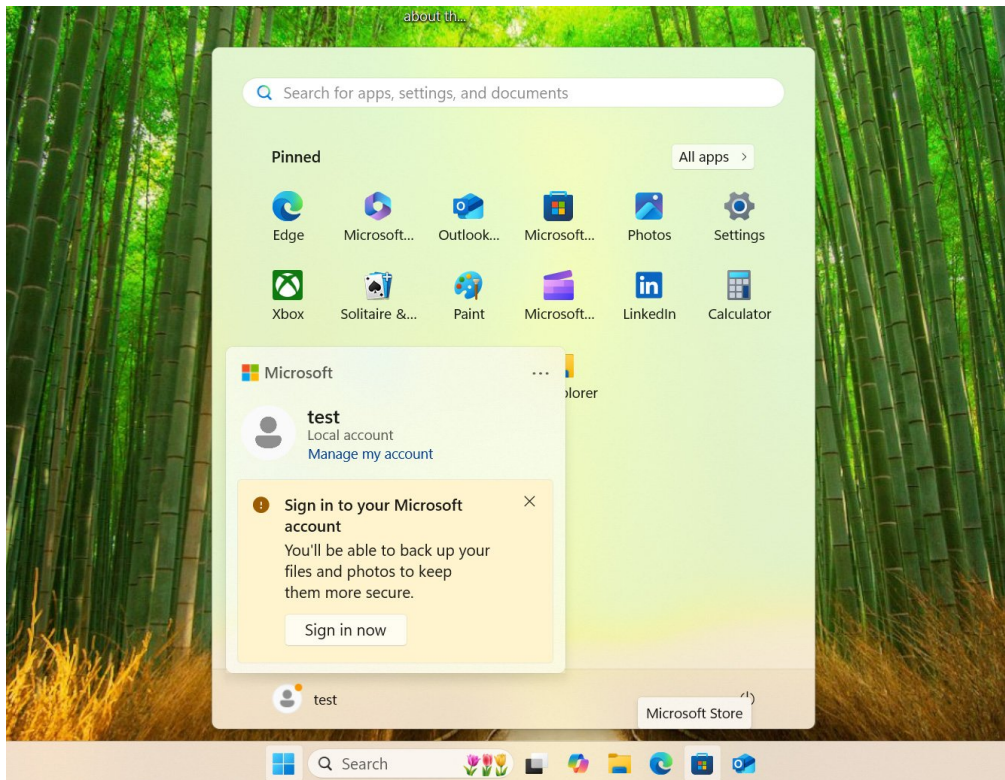 about th...
Search for apps, settings, and documents
Pinned
All apps
Edge
Microsoft...
Outlook...
Microsoft...
Photos
Settings
Xbox
Solitaire &...
Paint
Microsoft...
LinkedIn
Calculator
Microsoft
plorer
test
Local account
Manage my account
Sign in to your Microsoft
account
You'll be able to back up your
files and photos to keep
them more secure.
Sign in now
test
Microsoft Store
Search